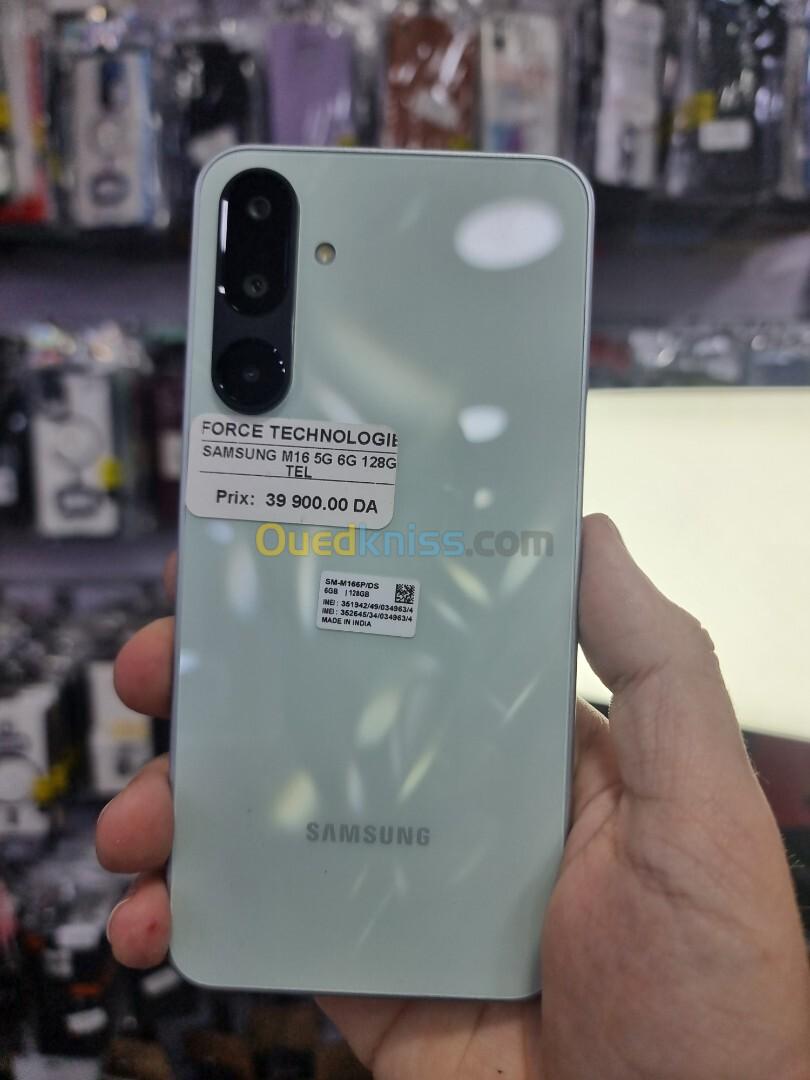 FORCE TECHNOLOGIE
SAMSUNG M16 5G 6G 128G
TEL
Prix: 39 900.00 DA
Ouedkniss.com
SM-M166P/DS
6GB | 128GB
IMEI : 351942/49/034963/4
IMEI : 352645/34/034963/4
MADE IN INDIA
SAMSUNG